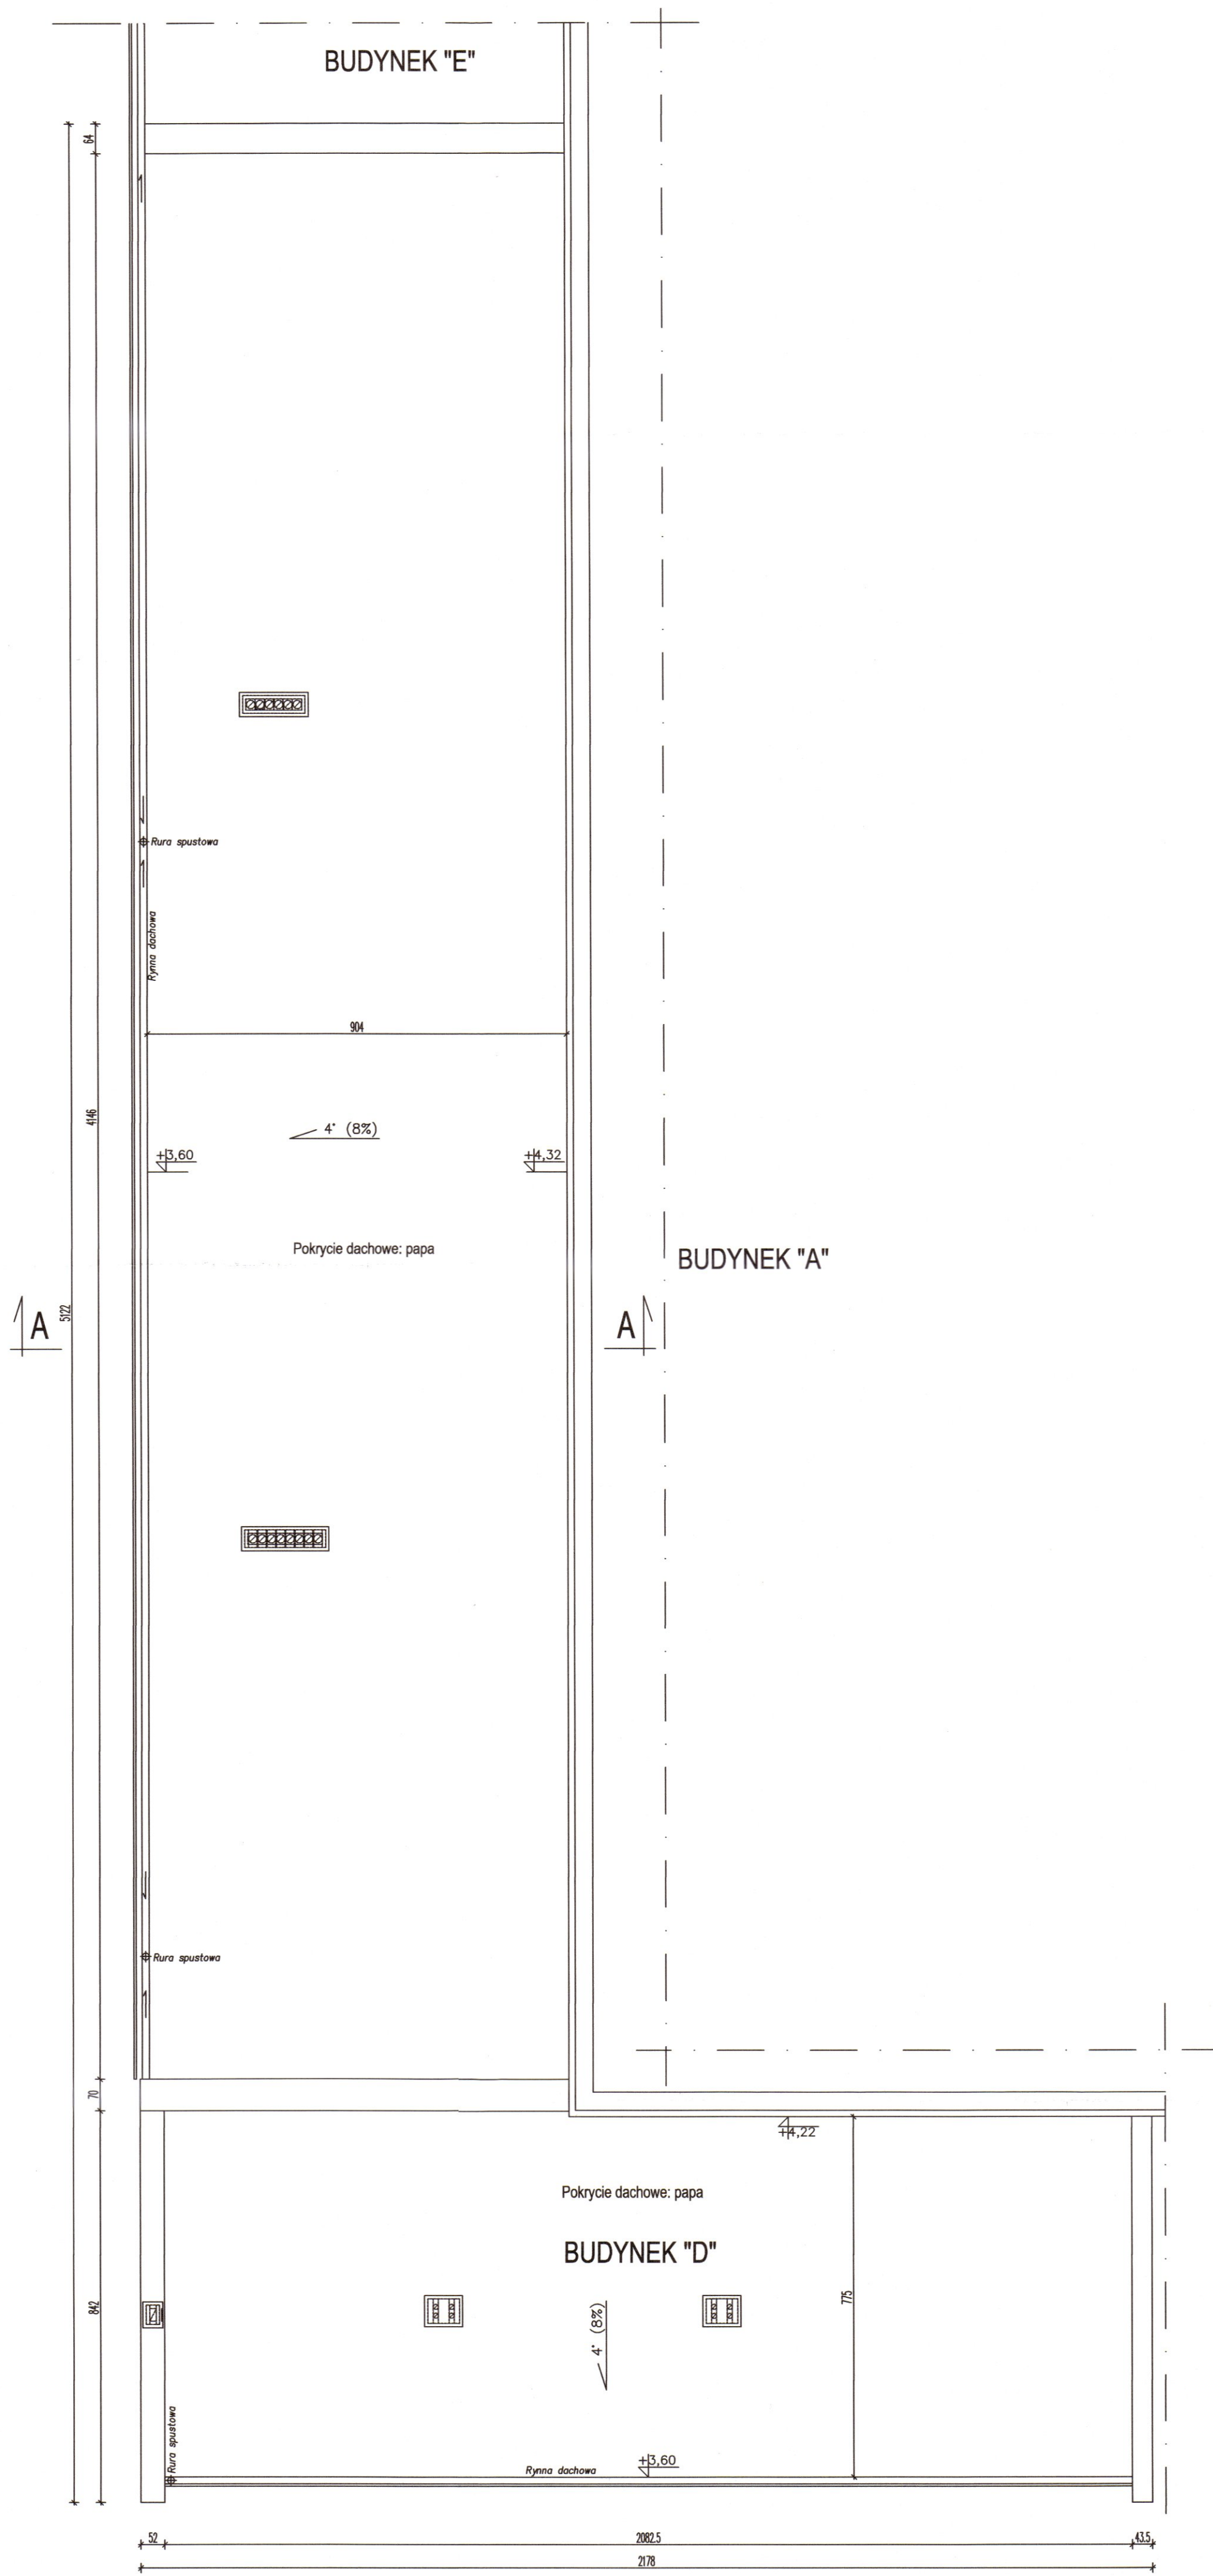 BUDYNEK "E"
64
Rura spustowa
Rynna dachowa
904
4146
4° (8%)
+3,60
+4,32
Pokrycie dachowe: papa
BUDYNEK "A"
5122
A
A
Rura spustowa
70
+4,22
Pokrycie dachowe: papa
BUDYNEK "D"
842
775
4° (8%)
Rura spustowa
Rynna dachowa
+3,60
52
2082.5
43.5
2178